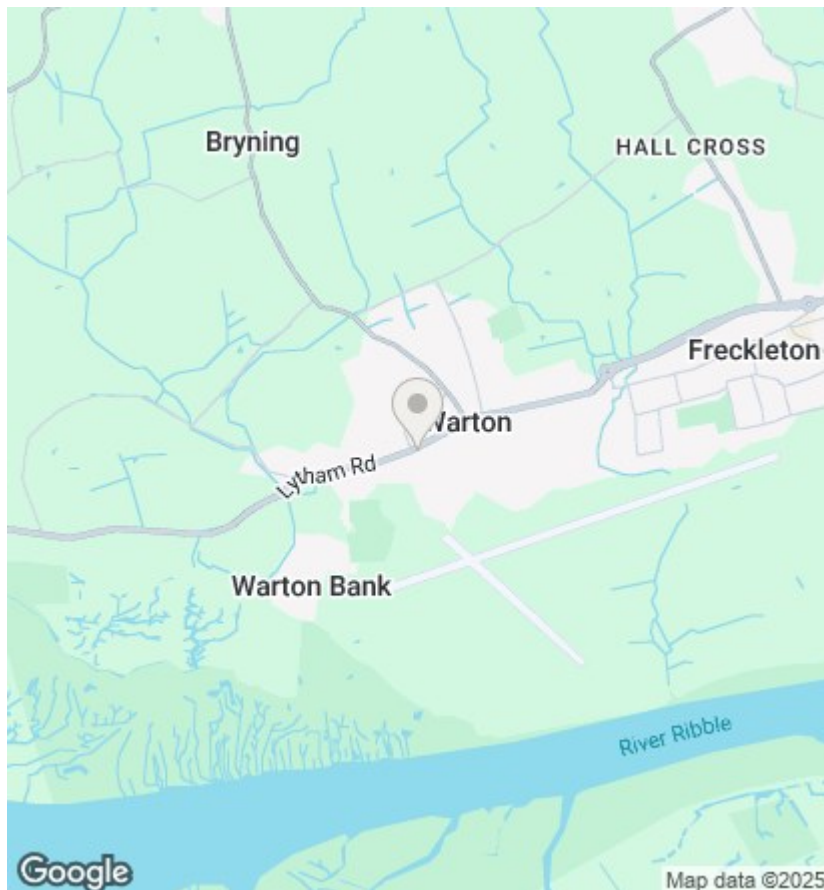 Bryning
HALL CROSS
Freckleton
Warton
Lytham Rd
Warton Bank
River Ribble
Google
Map data ©2025